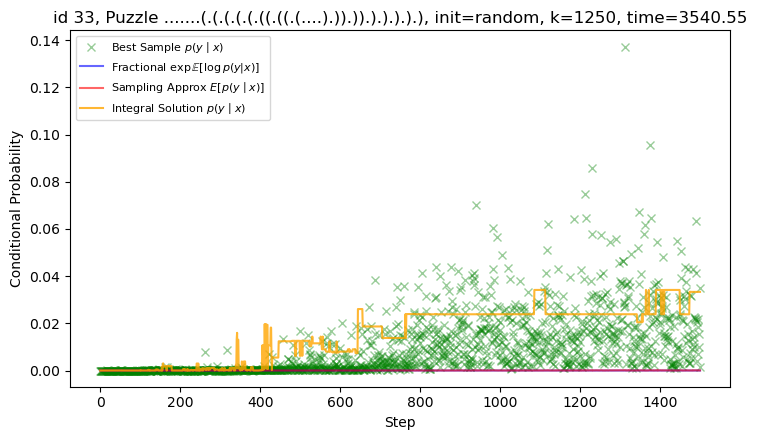 id 33, Puzzle .......(.(.(.(.(.((.((.(....).)).)).).).).).), init=random, k=1250, time=3540.55
Best Sample p(y | x)
Fractional exp𝔼[log p(y|x)]
Sampling Approx E[p(y | x)]
Integral Solution p(y | x)
Conditional Probability
0.14
0.12
0.10
0.08
0.06
0.04
0.02
0.00
0 200 400 600 800 1000 1200 1400
Step